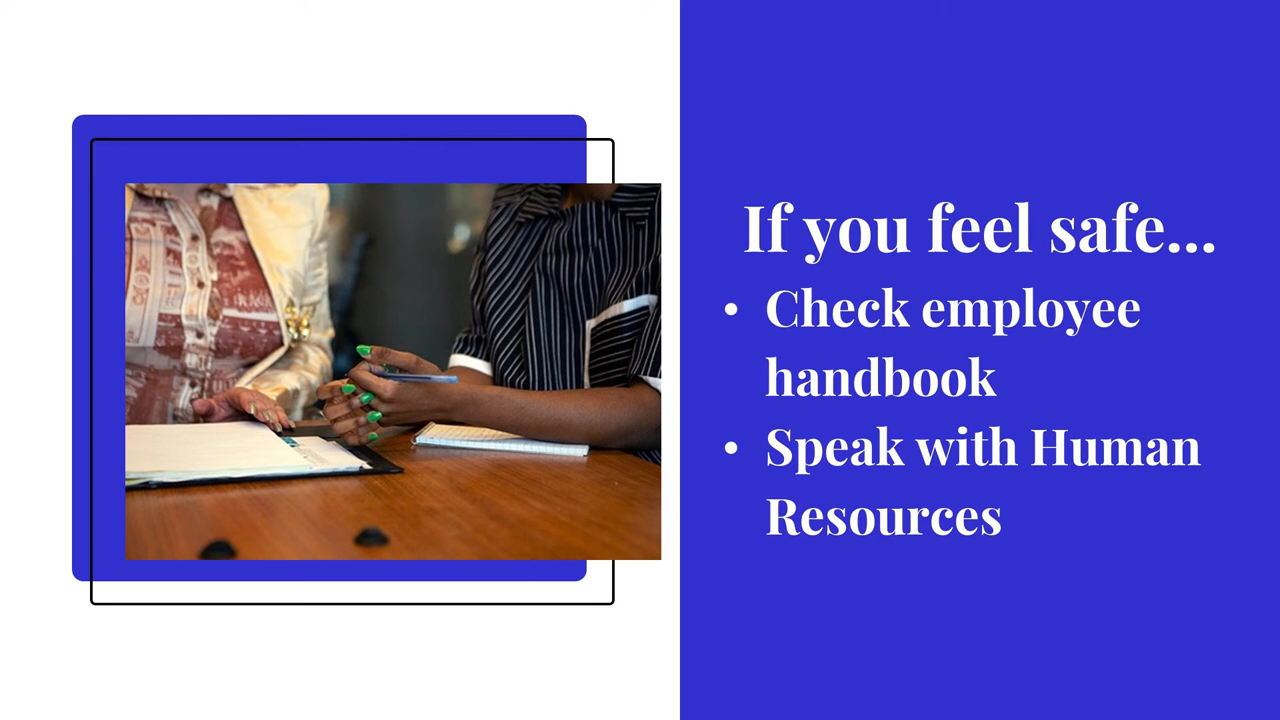 If you feel safe...
• Check employee
handbook
• Speak with Human
Resources